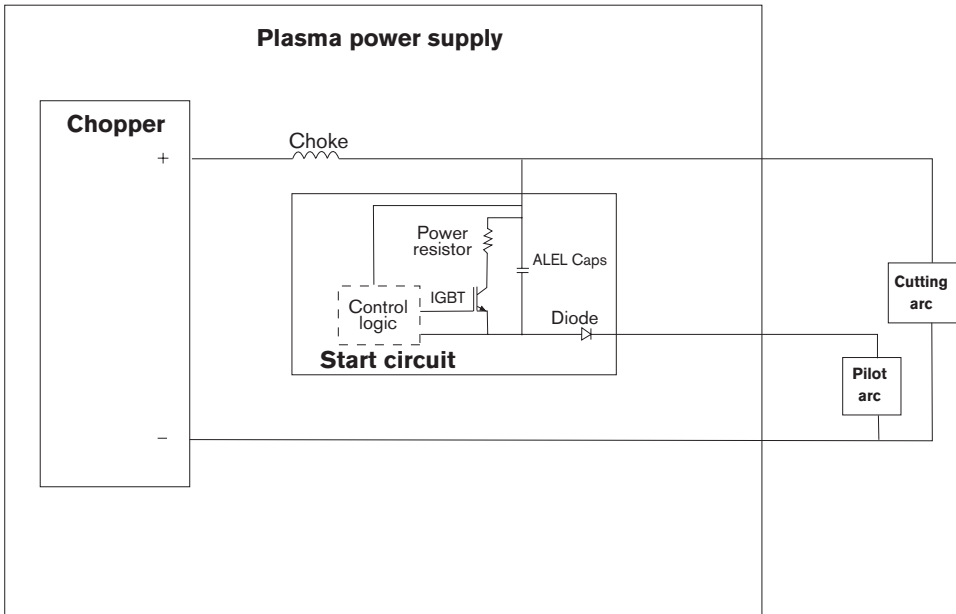 Plasma power supply
Chopper
+
Choke
Power
resistor
ALEL Caps
IGBT
Control
logic
Diode
Start circuit
Cutting
arc
Pilot
arc
−